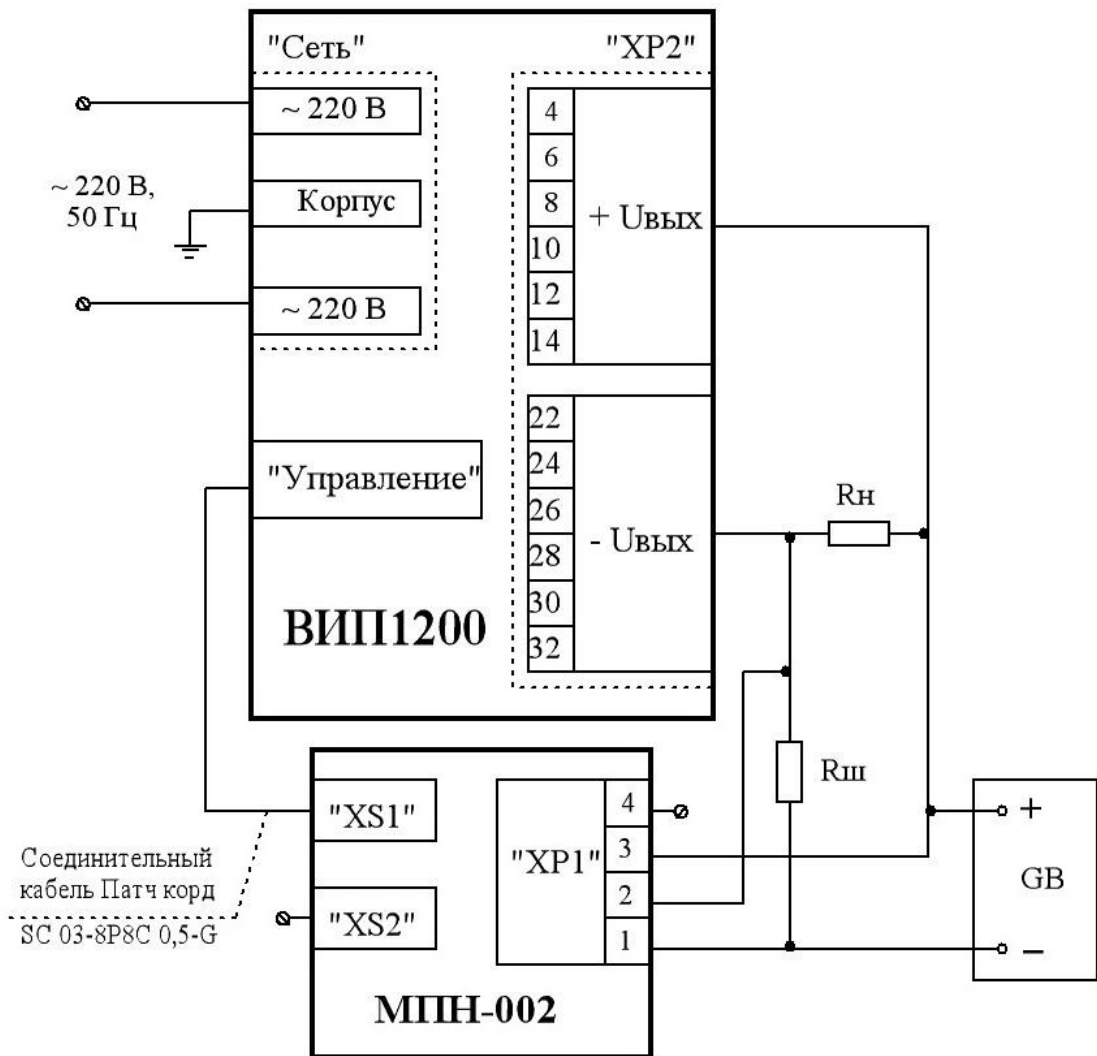 "Сеть"
"ХР2"
~ 220 В
Корпус
~ 220 В
~ 220 В,
50 Гц
4
6
8
10
12
14
+ Uвых
22
24
26
28
30
32
- Uвых
"Управление"
ВИП1200
Rн
Rш
"XS1"
"XS2"
"XP1"
4
3
2
1
МПН-002
+
GB
−
Соединительный
кабель Патч корд
SC 03-8P8C 0,5-G